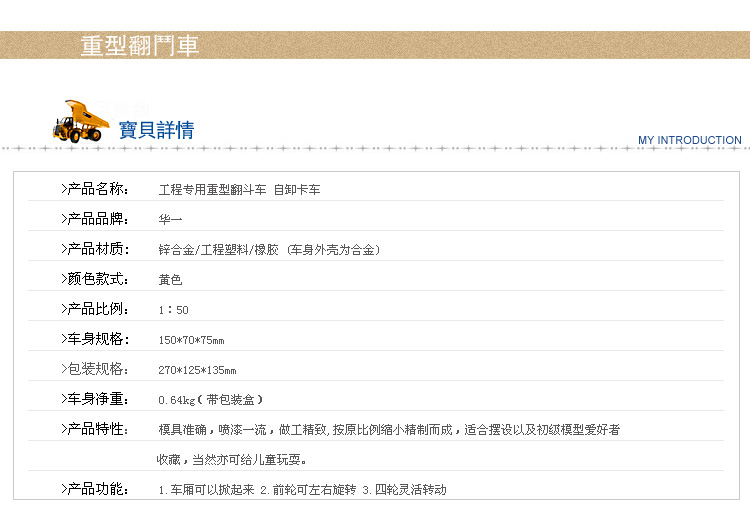 重型翻鬥車
寶貝詳情
MY INTRODUCTION
>产品名称： 工程专用重型翻斗车 自卸卡车
>产品品牌： 华一
>产品材质： 锌合金/工程塑料/橡胶 (车身外壳为合金)
>颜色款式： 黄色
>产品比例： 1：50
>车身规格： 150*70*75mm
>包装规格： 270*125*135mm
>车身净重： 0.64kg(带包装盒)
>产品特性： 模具准确，喷漆一流，做工精致,按原比例缩小精制而成，适合摆设以及初级模型爱好者
收藏，当然亦可给儿童玩耍。
>产品功能： 1.车厢可以掀起来 2.前轮可左右旋转 3.四轮灵活转动